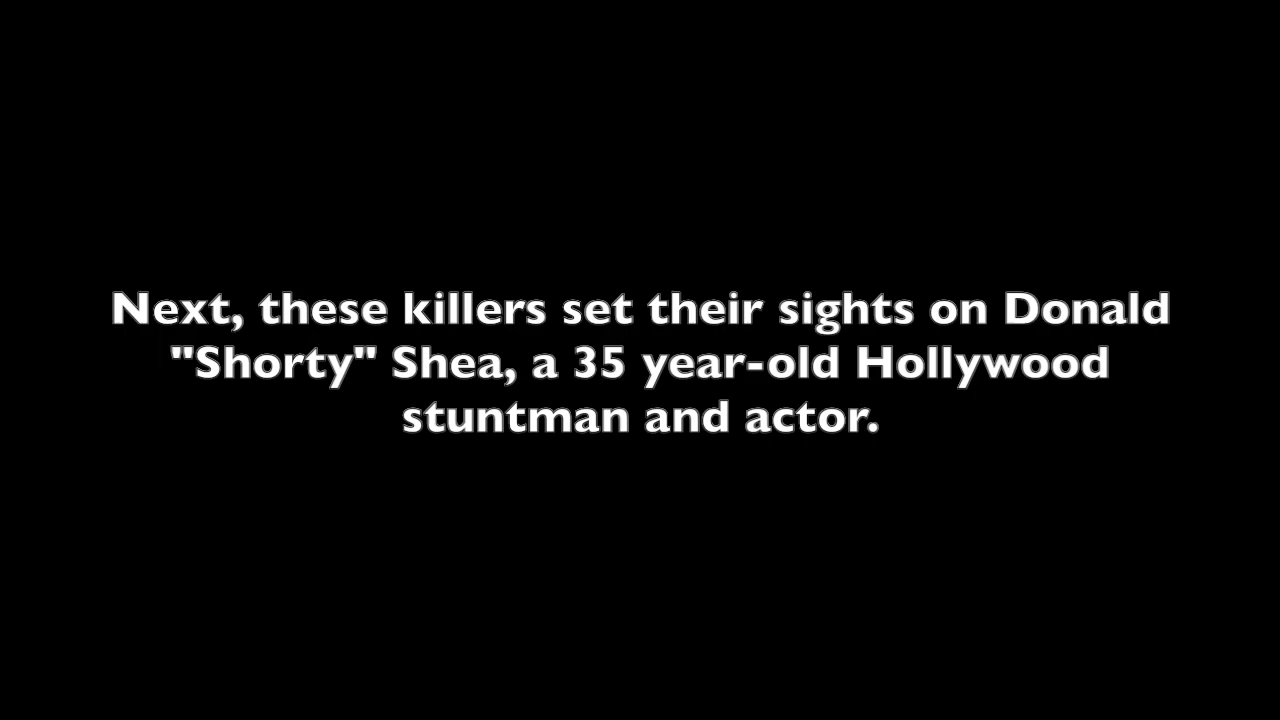 Next, these killers set their sights on Donald
"Shorty" Shea, a 35 year-old Hollywood
stuntman and actor.